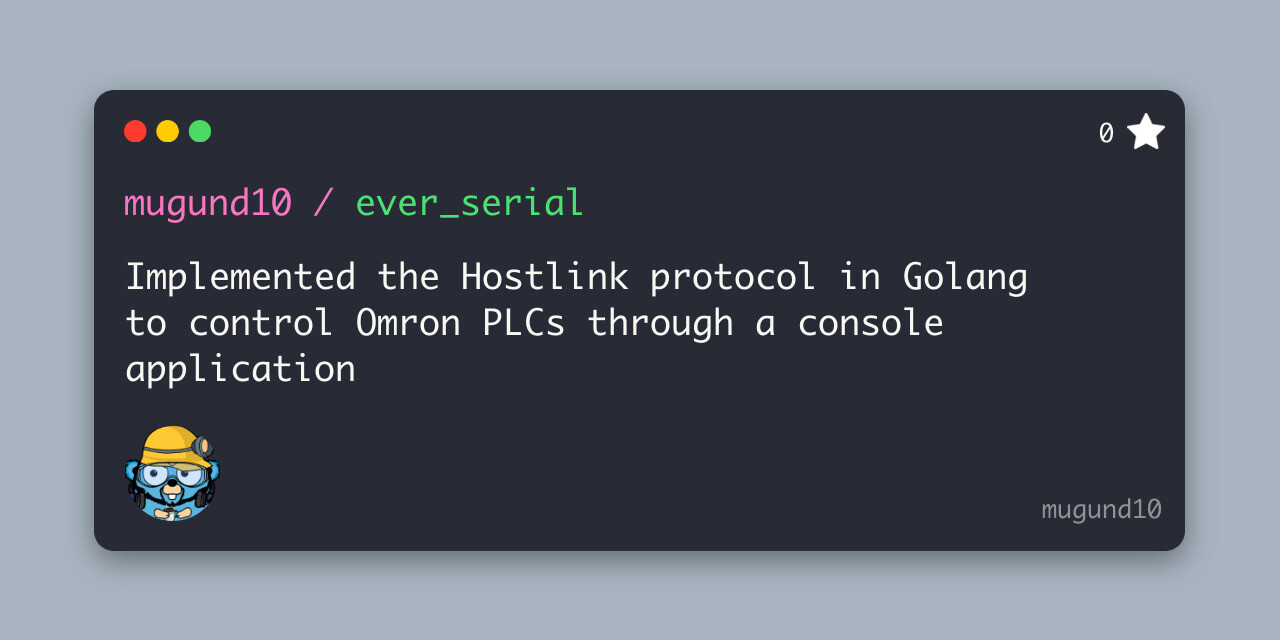 0
mugund10 / ever_serial
Implemented the Hostlink protocol in Golang
to control Omron PLCs through a console
application
mugund10